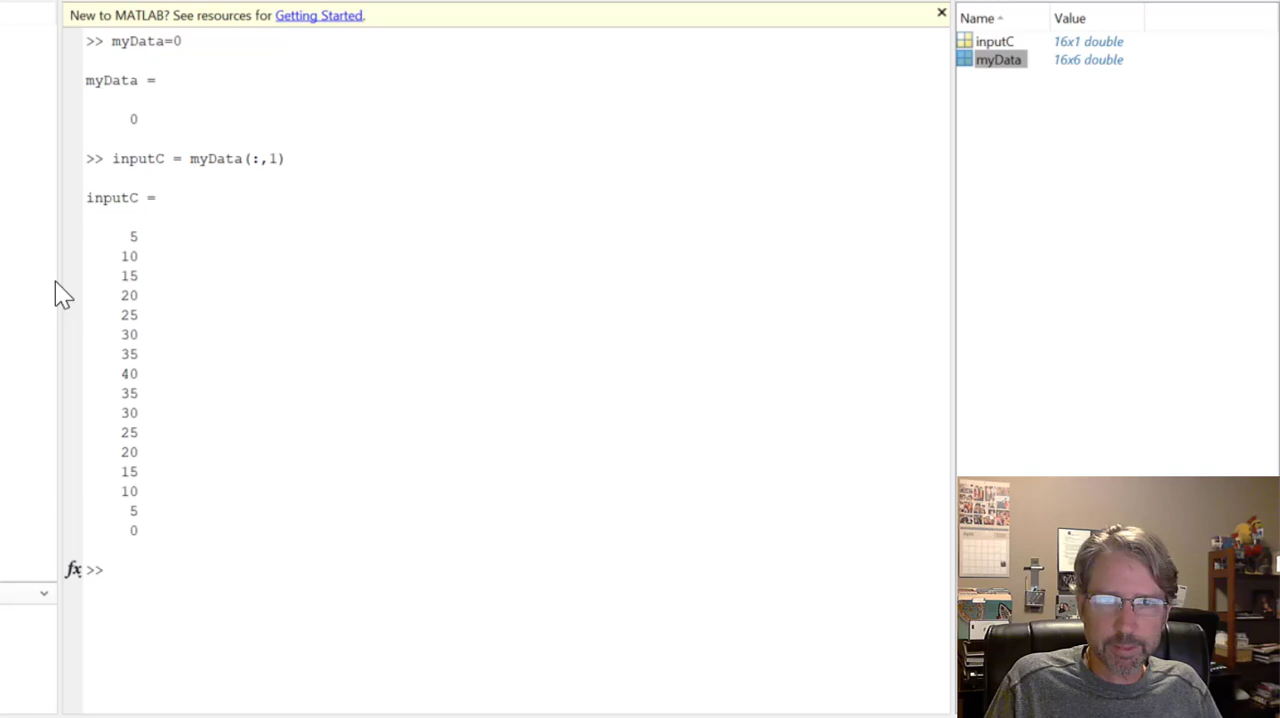 New to MATLAB? See resources for Getting Started.
>> myData=0
myData =
0
>> inputC = myData(:,1)
inputC =
5
10
15
20
25
30
35
40
35
30
25
20
15
10
5
0
fx >>
Name Value
inputC 16x1 double
myData 16x6 double